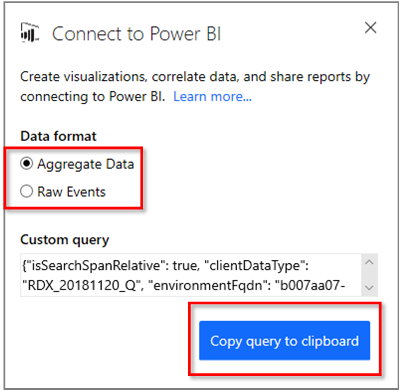 Connect to Power BI
Create visualizations, correlate data, and share reports by
connecting to Power BI. Learn more...
Data format
Aggregate Data
Raw Events
Custom query
{"isSearchSpanRelative": true, "clientDataType":
"RDX_20181120_Q", "environmentFqdn": "b007aa07-
Copy query to clipboard